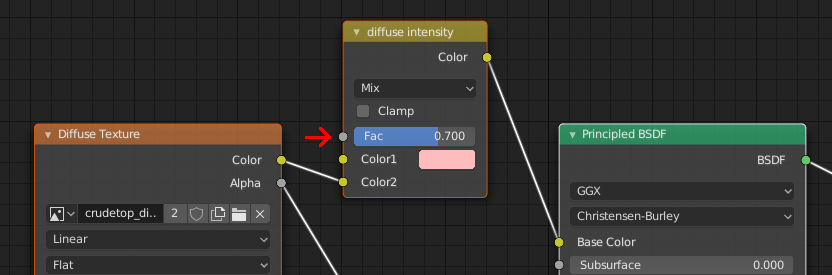 diffuse intensity
Color
Mix
Clamp
Fac 0.700
Color1
Color2
Diffuse Texture
Color
Alpha
crudetop_di.. 2
Linear
Flat
Principled BSDF
BSDF
GGX
Christensen-Burley
Base Color
Subsurface 0.000